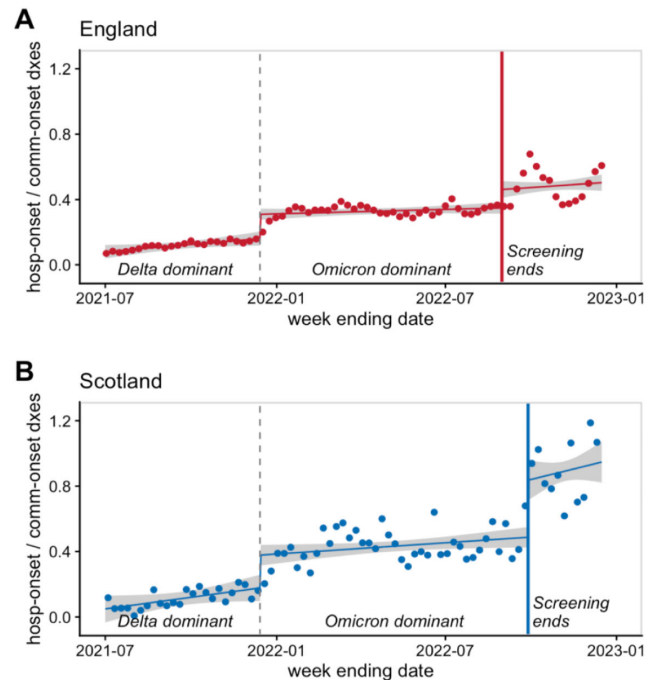 A
England
hosp-onset / comm-onset dxes
1.2
0.8
0.4
0.0
Delta dominant
Omicron dominant
Screening
ends
2021-07
2022-01
2022-07
2023-01
week ending date
B
Scotland
hosp-onset / comm-onset dxes
1.2
0.8
0.4
0.0
Delta dominant
Omicron dominant
Screening
ends
2021-07
2022-01
2022-07
2023-01
week ending date